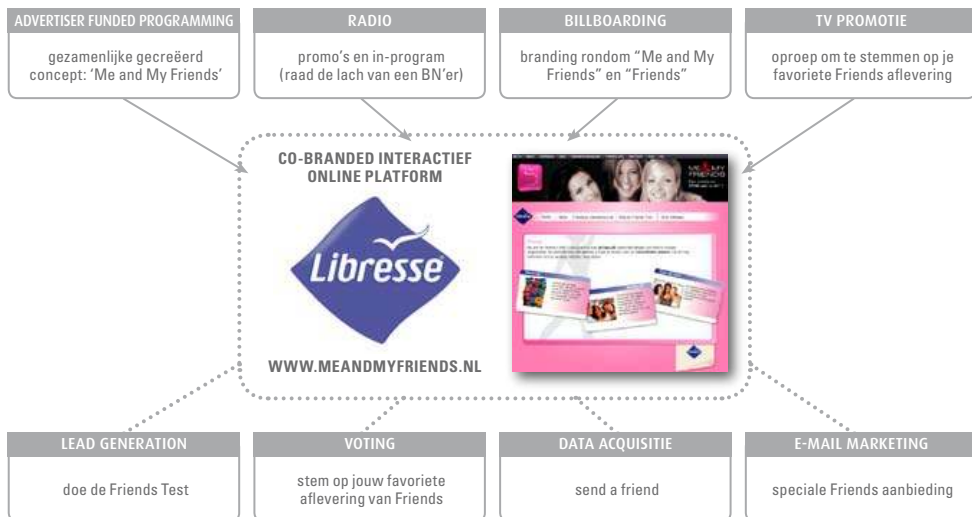 ADVERTISER FUNDED PROGRAMMING
gezamenlijke gecreëerd
concept: ‘Me and My Friends’
RADIO
promo’s en in-program
(raad de lach van een BN’er)
BILLBOARDING
branding rondom “Me and My
Friends” en “Friends”
TV PROMOTIE
oproep om te stemmen op je
favoriete Friends aflevering
CO-BRANDED INTERACTIEF
ONLINE PLATFORM
Libresse
WWW.MEANDMYFRIENDS.NL
ME & MY
FRIENDS
LEAD GENERATION
doe de Friends Test
VOTING
stem op jouw favoriete
aflevering van Friends
DATA ACQUISITIE
send a friend
E-MAIL MARKETING
speciale Friends aanbieding